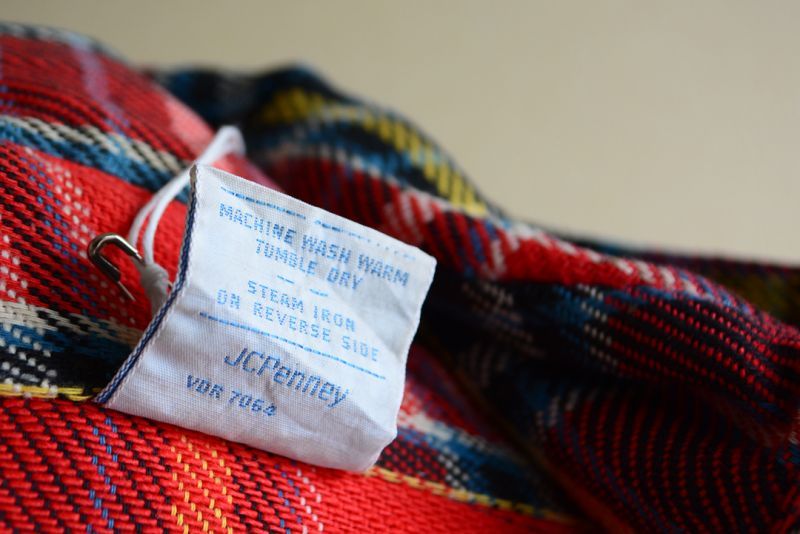 MACHINE WASH WARM
TUMBLE DRY
STEAM IRON
ON REVERSE SIDE
JCPenney
VDR 7064